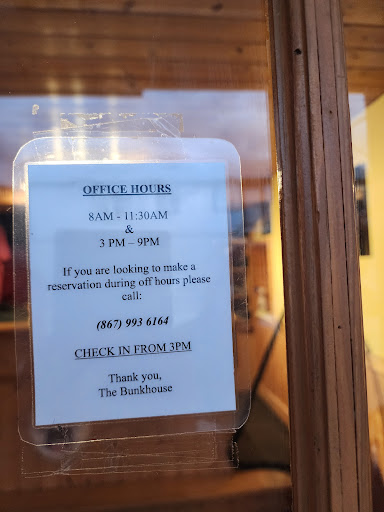 OFFICE HOURS
8AM - 11:30AM
&
3 PM – 9PM
If you are looking to make a
reservation during off hours please
call:
(867) 993 6164
CHECK IN FROM 3PM
Thank you,
The Bunkhouse